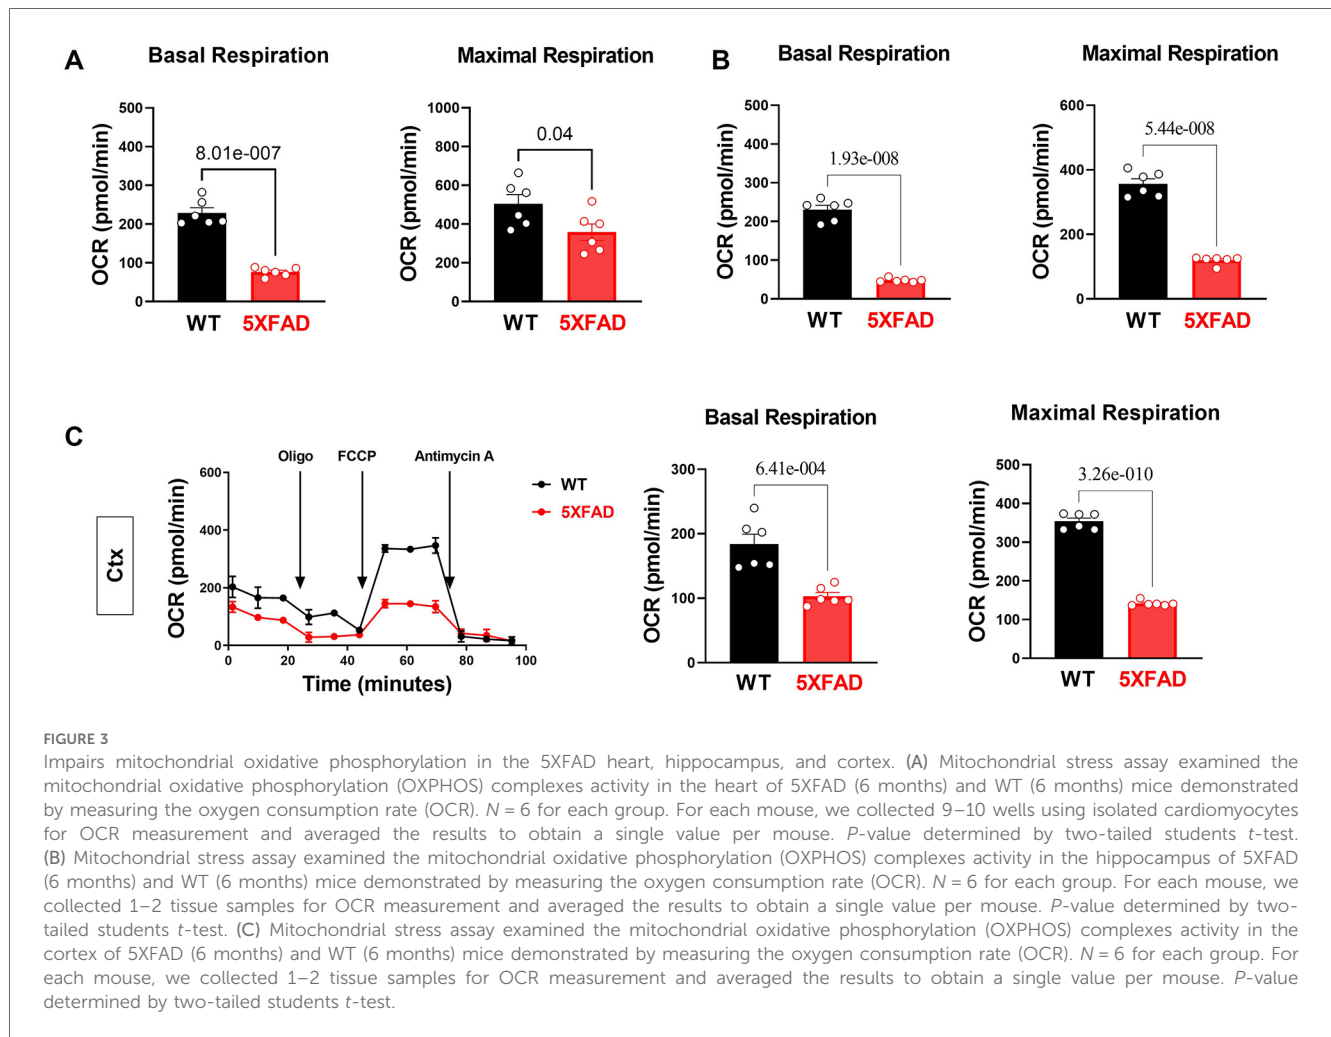 A
Basal Respiration
OCR (pmol/min)
500
400
300
200
100
0
8.01e-007
WT
5XFAD
Maximal Respiration
OCR (pmol/min)
1000
800
600
400
200
0
0.04
WT
5XFAD
B
Basal Respiration
OCR (pmol/min)
500
400
300
200
100
0
1.93e-008
WT
5XFAD
Maximal Respiration
OCR (pmol/min)
600
400
200
0
5.44e-008
WT
5XFAD
C
Ctx
OCR (pmol/min)
600
400
200
0
Oligo
FCCP
Antimycin A
WT
5XFAD
0
20
40
60
80
100
Time (minutes)
Basal Respiration
OCR (pmol/min)
300
200
100
0
6.41e-004
WT
5XFAD
Maximal Respiration
OCR (pmol/min)
500
400
300
200
100
0
3.26e-010
WT
5XFAD
FIGURE 3
Impairs mitochondrial oxidative phosphorylation in the 5XFAD heart, hippocampus, and cortex. (A) Mitochondrial stress assay examined the
mitochondrial oxidative phosphorylation (OXPHOS) complexes activity in the heart of 5XFAD (6 months) and WT (6 months) mice demonstrated
by measuring the oxygen consumption rate (OCR). N = 6 for each group. For each mouse, we collected 9–10 wells using isolated cardiomyocytes
for OCR measurement and averaged the results to obtain a single value per mouse. P-value determined by two-tailed students t-test.
(B) Mitochondrial stress assay examined the mitochondrial oxidative phosphorylation (OXPHOS) complexes activity in the hippocampus of 5XFAD
(6 months) and WT (6 months) mice demonstrated by measuring the oxygen consumption rate (OCR). N = 6 for each group. For each mouse, we
collected 1–2 tissue samples for OCR measurement and averaged the results to obtain a single value per mouse. P-value determined by two-
tailed students t-test. (C) Mitochondrial stress assay examined the mitochondrial oxidative phosphorylation (OXPHOS) complexes activity in the
cortex of 5XFAD (6 months) and WT (6 months) mice demonstrated by measuring the oxygen consumption rate (OCR). N = 6 for each group. For
each mouse, we collected 1–2 tissue samples for OCR measurement and averaged the results to obtain a single value per mouse. P-value
determined by two-tailed students t-test.